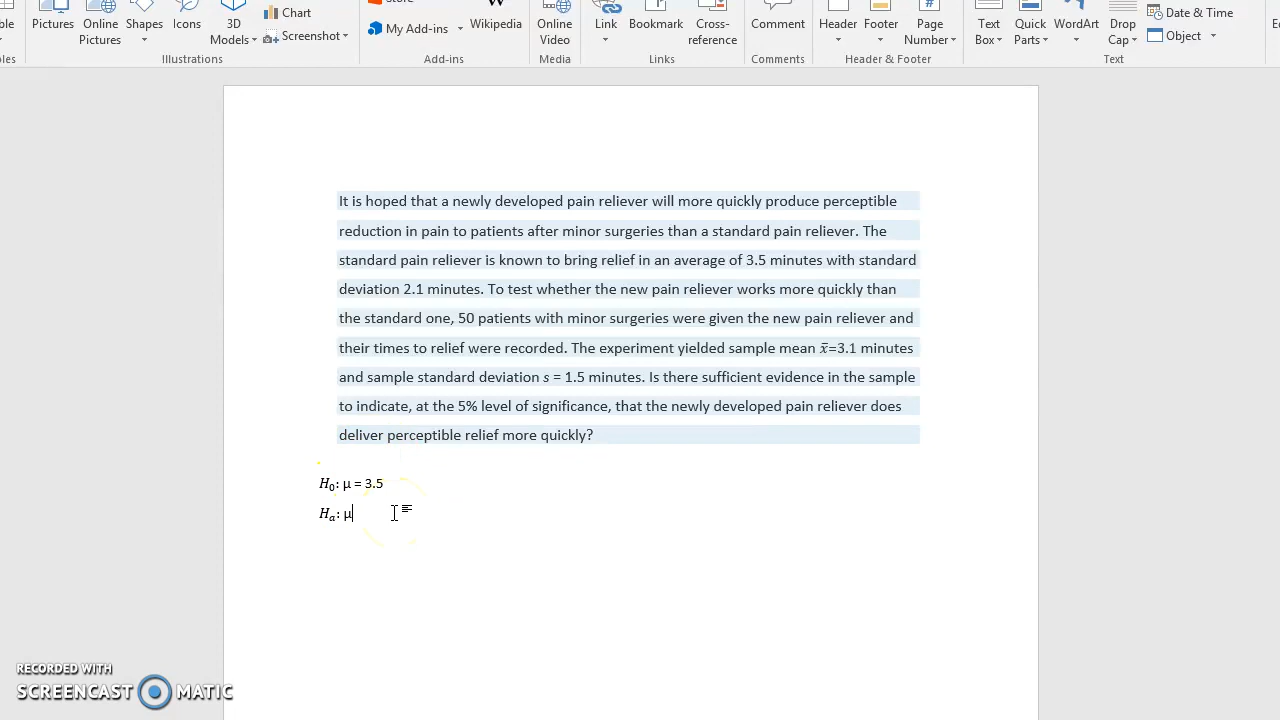 Store W
ples Pictures Online Shapes Icons 3D Chart My Add-ins Wikipedia Online Link Bookmark Cross- Comment Header Footer Page # Text Quick WordArt Drop Date & Time
Pictures Models Screenshot Video reference Number Box Parts Cap Object
Illustrations Add-ins Media Links Comments Header & Footer Text
It is hoped that a newly developed pain reliever will more quickly produce perceptible
reduction in pain to patients after minor surgeries than a standard pain reliever. The
standard pain reliever is known to bring relief in an average of 3.5 minutes with standard
deviation 2.1 minutes. To test whether the new pain reliever works more quickly than
the standard one, 50 patients with minor surgeries were given the new pain reliever and
their times to relief were recorded. The experiment yielded sample mean x̄=3.1 minutes
and sample standard deviation s = 1.5 minutes. Is there sufficient evidence in the sample
to indicate, at the 5% level of significance, that the newly developed pain reliever does
deliver perceptible relief more quickly?
H₀: μ = 3.5
Hₐ: μ
RECORDED WITH
SCREENCAST MATIC